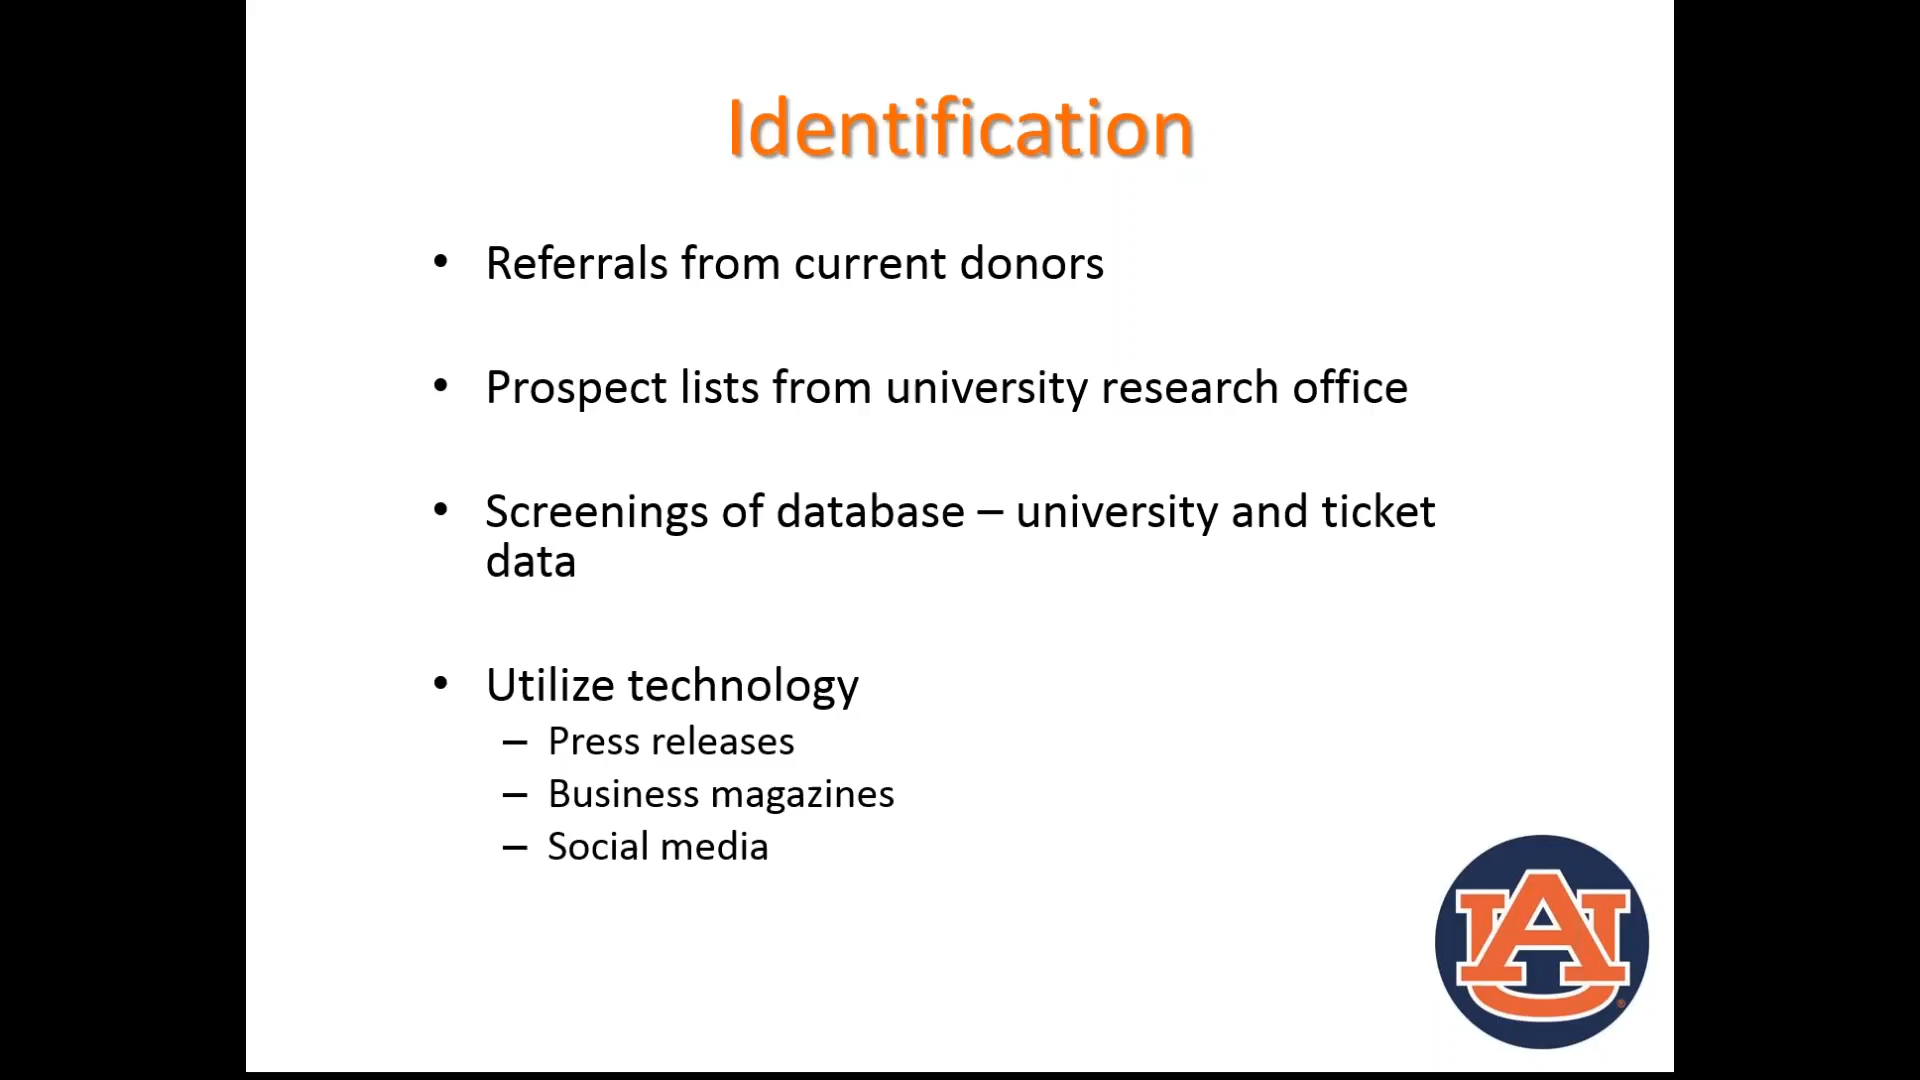 Identification
• Referrals from current donors
• Prospect lists from university research office
• Screenings of database – university and ticket
data
• Utilize technology
– Press releases
– Business magazines
– Social media
AU
®